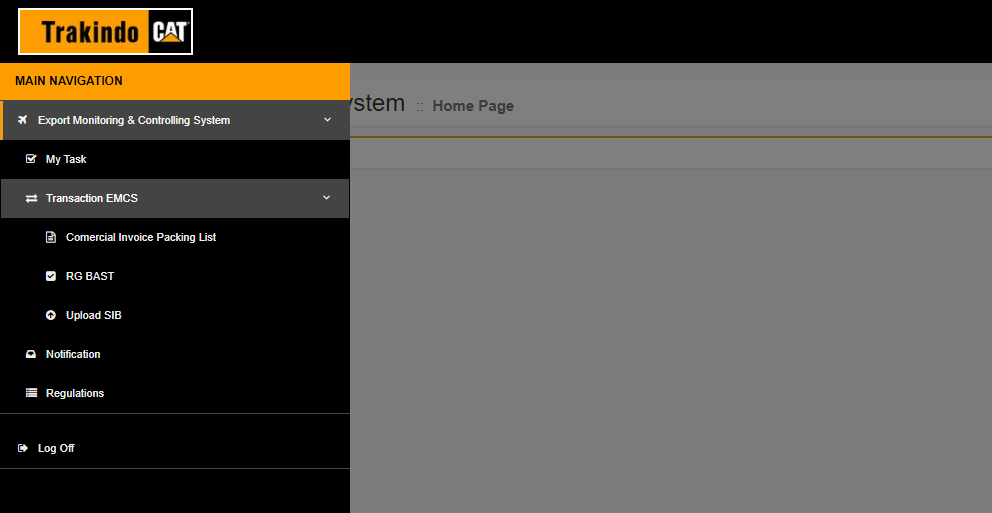 Trakindo CAT
MAIN NAVIGATION
ystem :: Home Page
Export Monitoring & Controlling System
My Task
Transaction EMCS
Comercial Invoice Packing List
RG BAST
Upload SIB
Notification
Regulations
Log Off